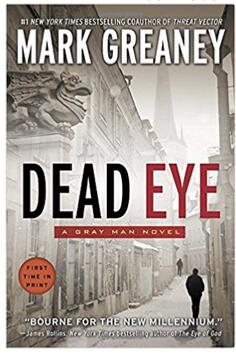 #1 NEW YORK TIMES BESTSELLING COAUTHOR OF THREAT VECTOR
MARK GREANEY
DEAD EYE
A GRAY MAN NOVEL
FIRST
TIME IN
PRINT
"BOURNE FOR THE NEW MILLENNIUM."
—James Rollins, New York Times bestselling author of The Eye of God